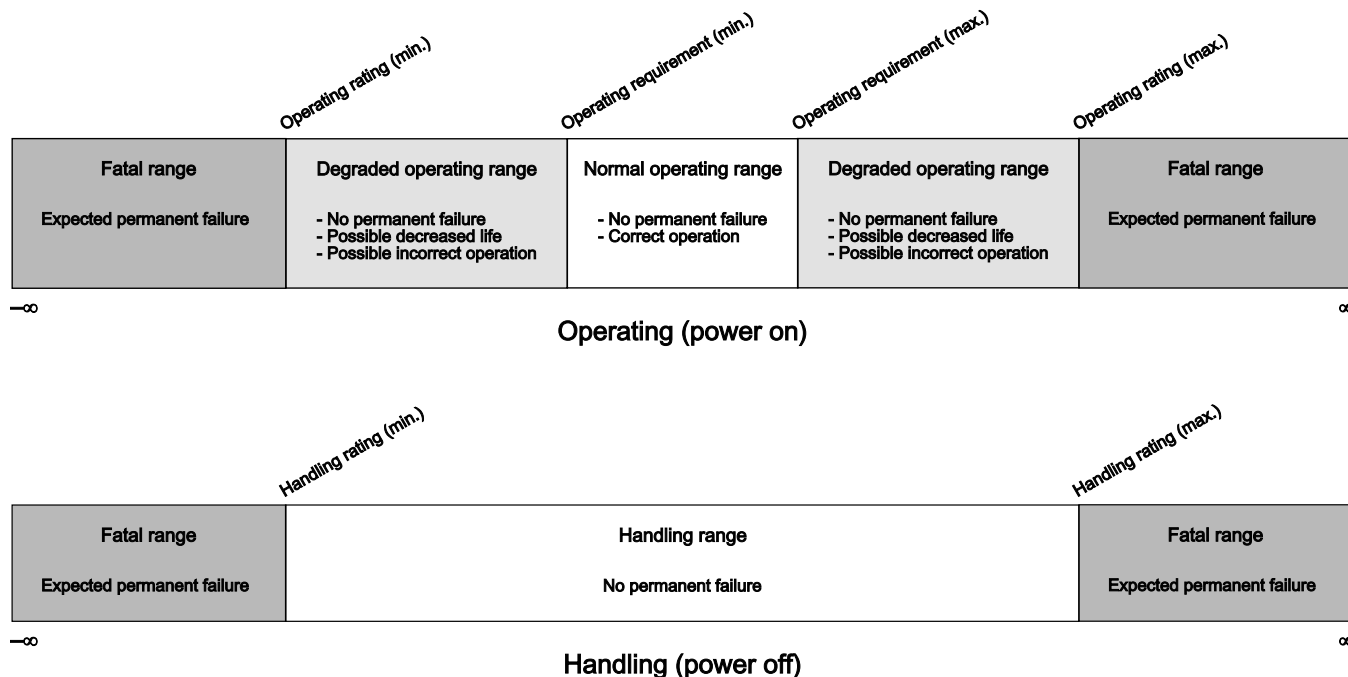 Operating rating (min.)
Operating requirement (min.)
Operating requirement (max.)
Operating rating (max.)
Fatal range
Degraded operating range
Normal operating range
Degraded operating range
Fatal range
Expected permanent failure
- No permanent failure
- Possible decreased life
- Possible incorrect operation
- No permanent failure
- Correct operation
- No permanent failure
- Possible decreased life
- Possible incorrect operation
Expected permanent failure
–∞
∞
Operating (power on)
Handling rating (min.)
Handling rating (max.)
Fatal range
Handling range
Fatal range
Expected permanent failure
No permanent failure
Expected permanent failure
–∞
∞
Handling (power off)